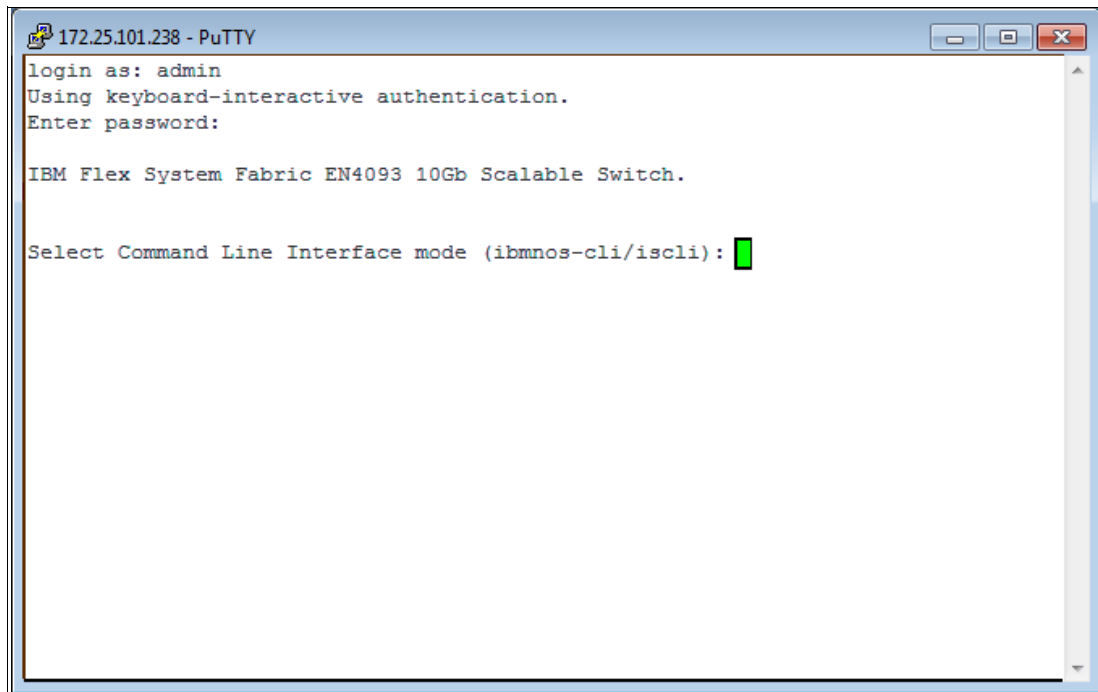 172.25.101.238 - PuTTY
login as: admin
Using keyboard-interactive authentication.
Enter password:
IBM Flex System Fabric EN4093 10Gb Scalable Switch.
Select Command Line Interface mode (ibmnos-cli/iscli):